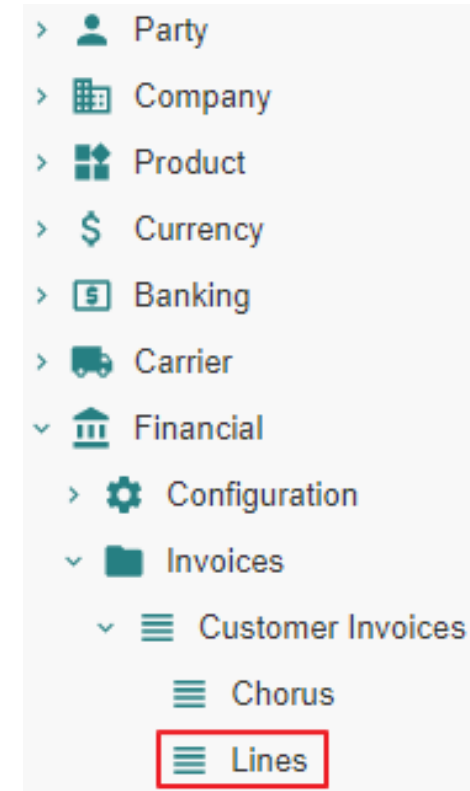 Party
Company
Product
Currency
Banking
Carrier
Financial
Configuration
Invoices
Customer Invoices
Chorus
Lines